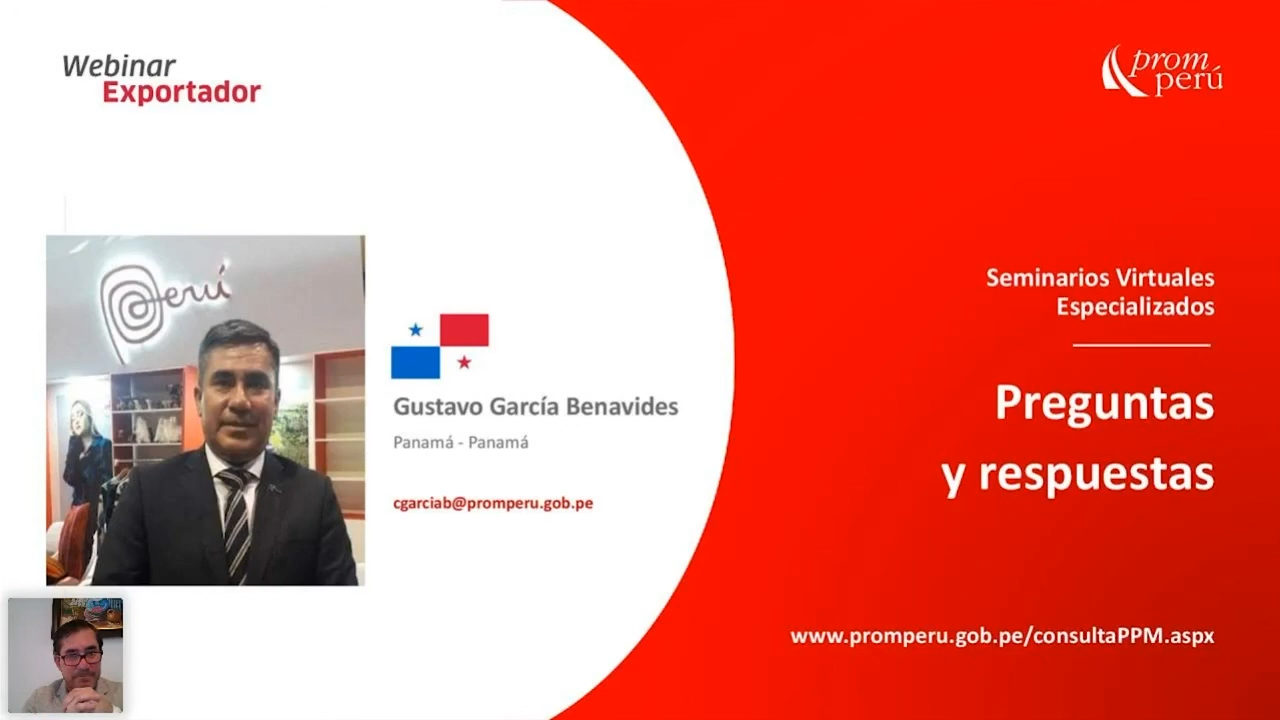 Webinar
Exportador
prom
perú
Perú
Gustavo García Benavides
Panamá - Panamá
cgarciab@promperu.gob.pe
Seminarios Virtuales
Especializados
Preguntas
y respuestas
www.promperu.gob.pe/consultaPPM.aspx